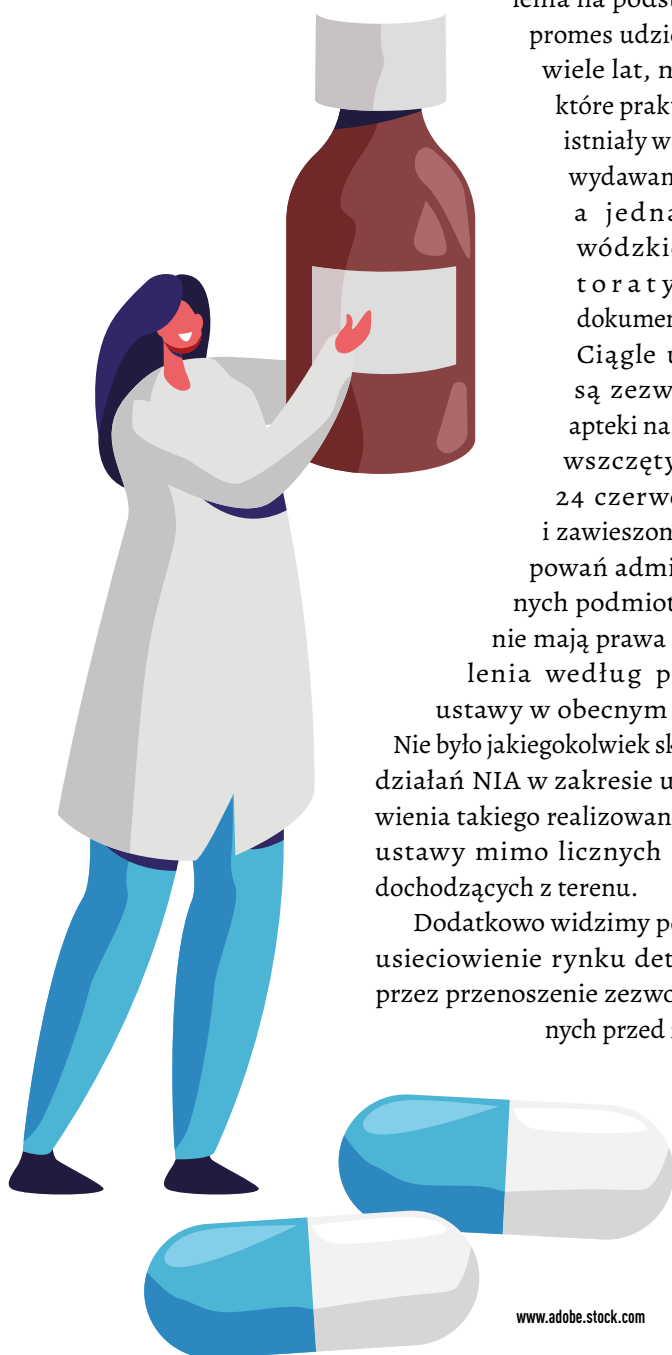 lenia na podst
promes udzie
wiele lat, n
które prakt
istniały w
wydawan
a jedna
wódzkie
toraty
dokumen
Ciągle u
są zezw
apteki na
wszczęty
24 czerwc
i zawieszon
powań admi
nych podmiot
nie mają prawa
lenia według p
ustawy w obecnym
Nie było jakiegokolwiek sk
działań NIA w zakresie u
wienia takiego realizowan
ustawy mimo licznych
dochodzących z terenu.
Dodatkowo widzimy po
usieciowienie rynku det
przez przenoszenie zezwo
nych przed
www.adobe.stock.com